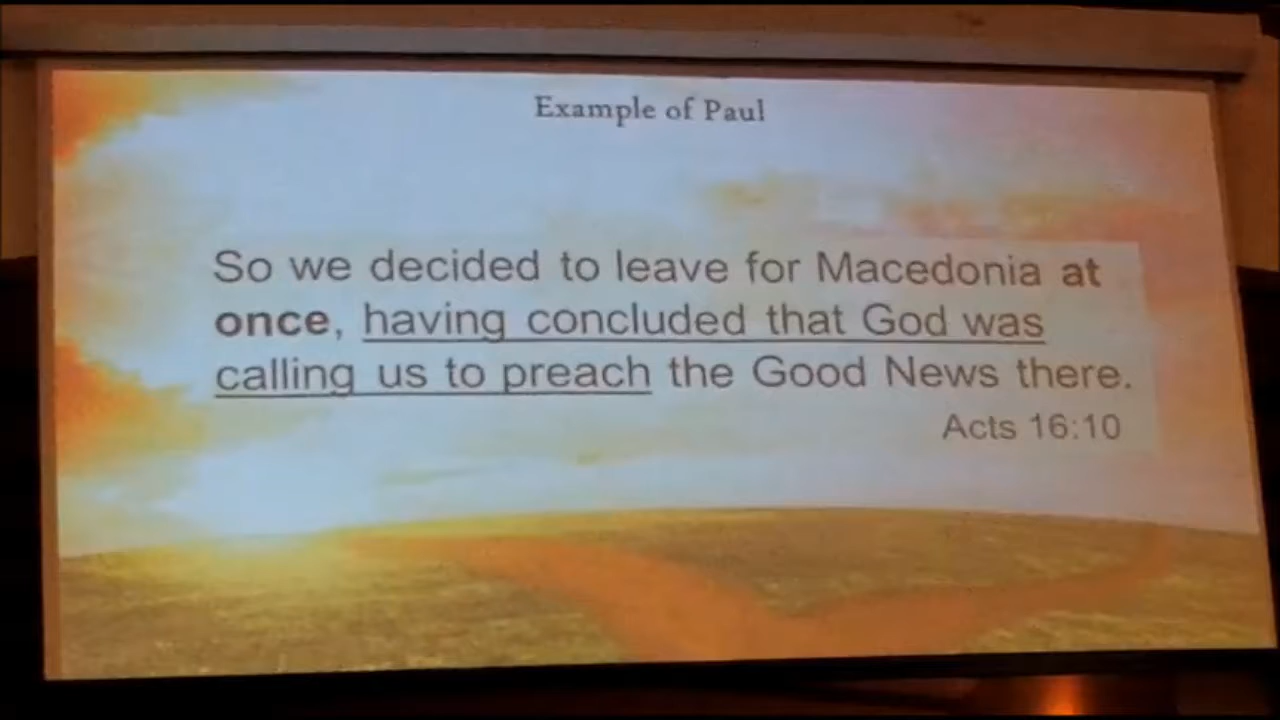 Example of Paul
So we decided to leave for Macedonia at
once, having concluded that God was
calling us to preach the Good News there.
Acts 16:10